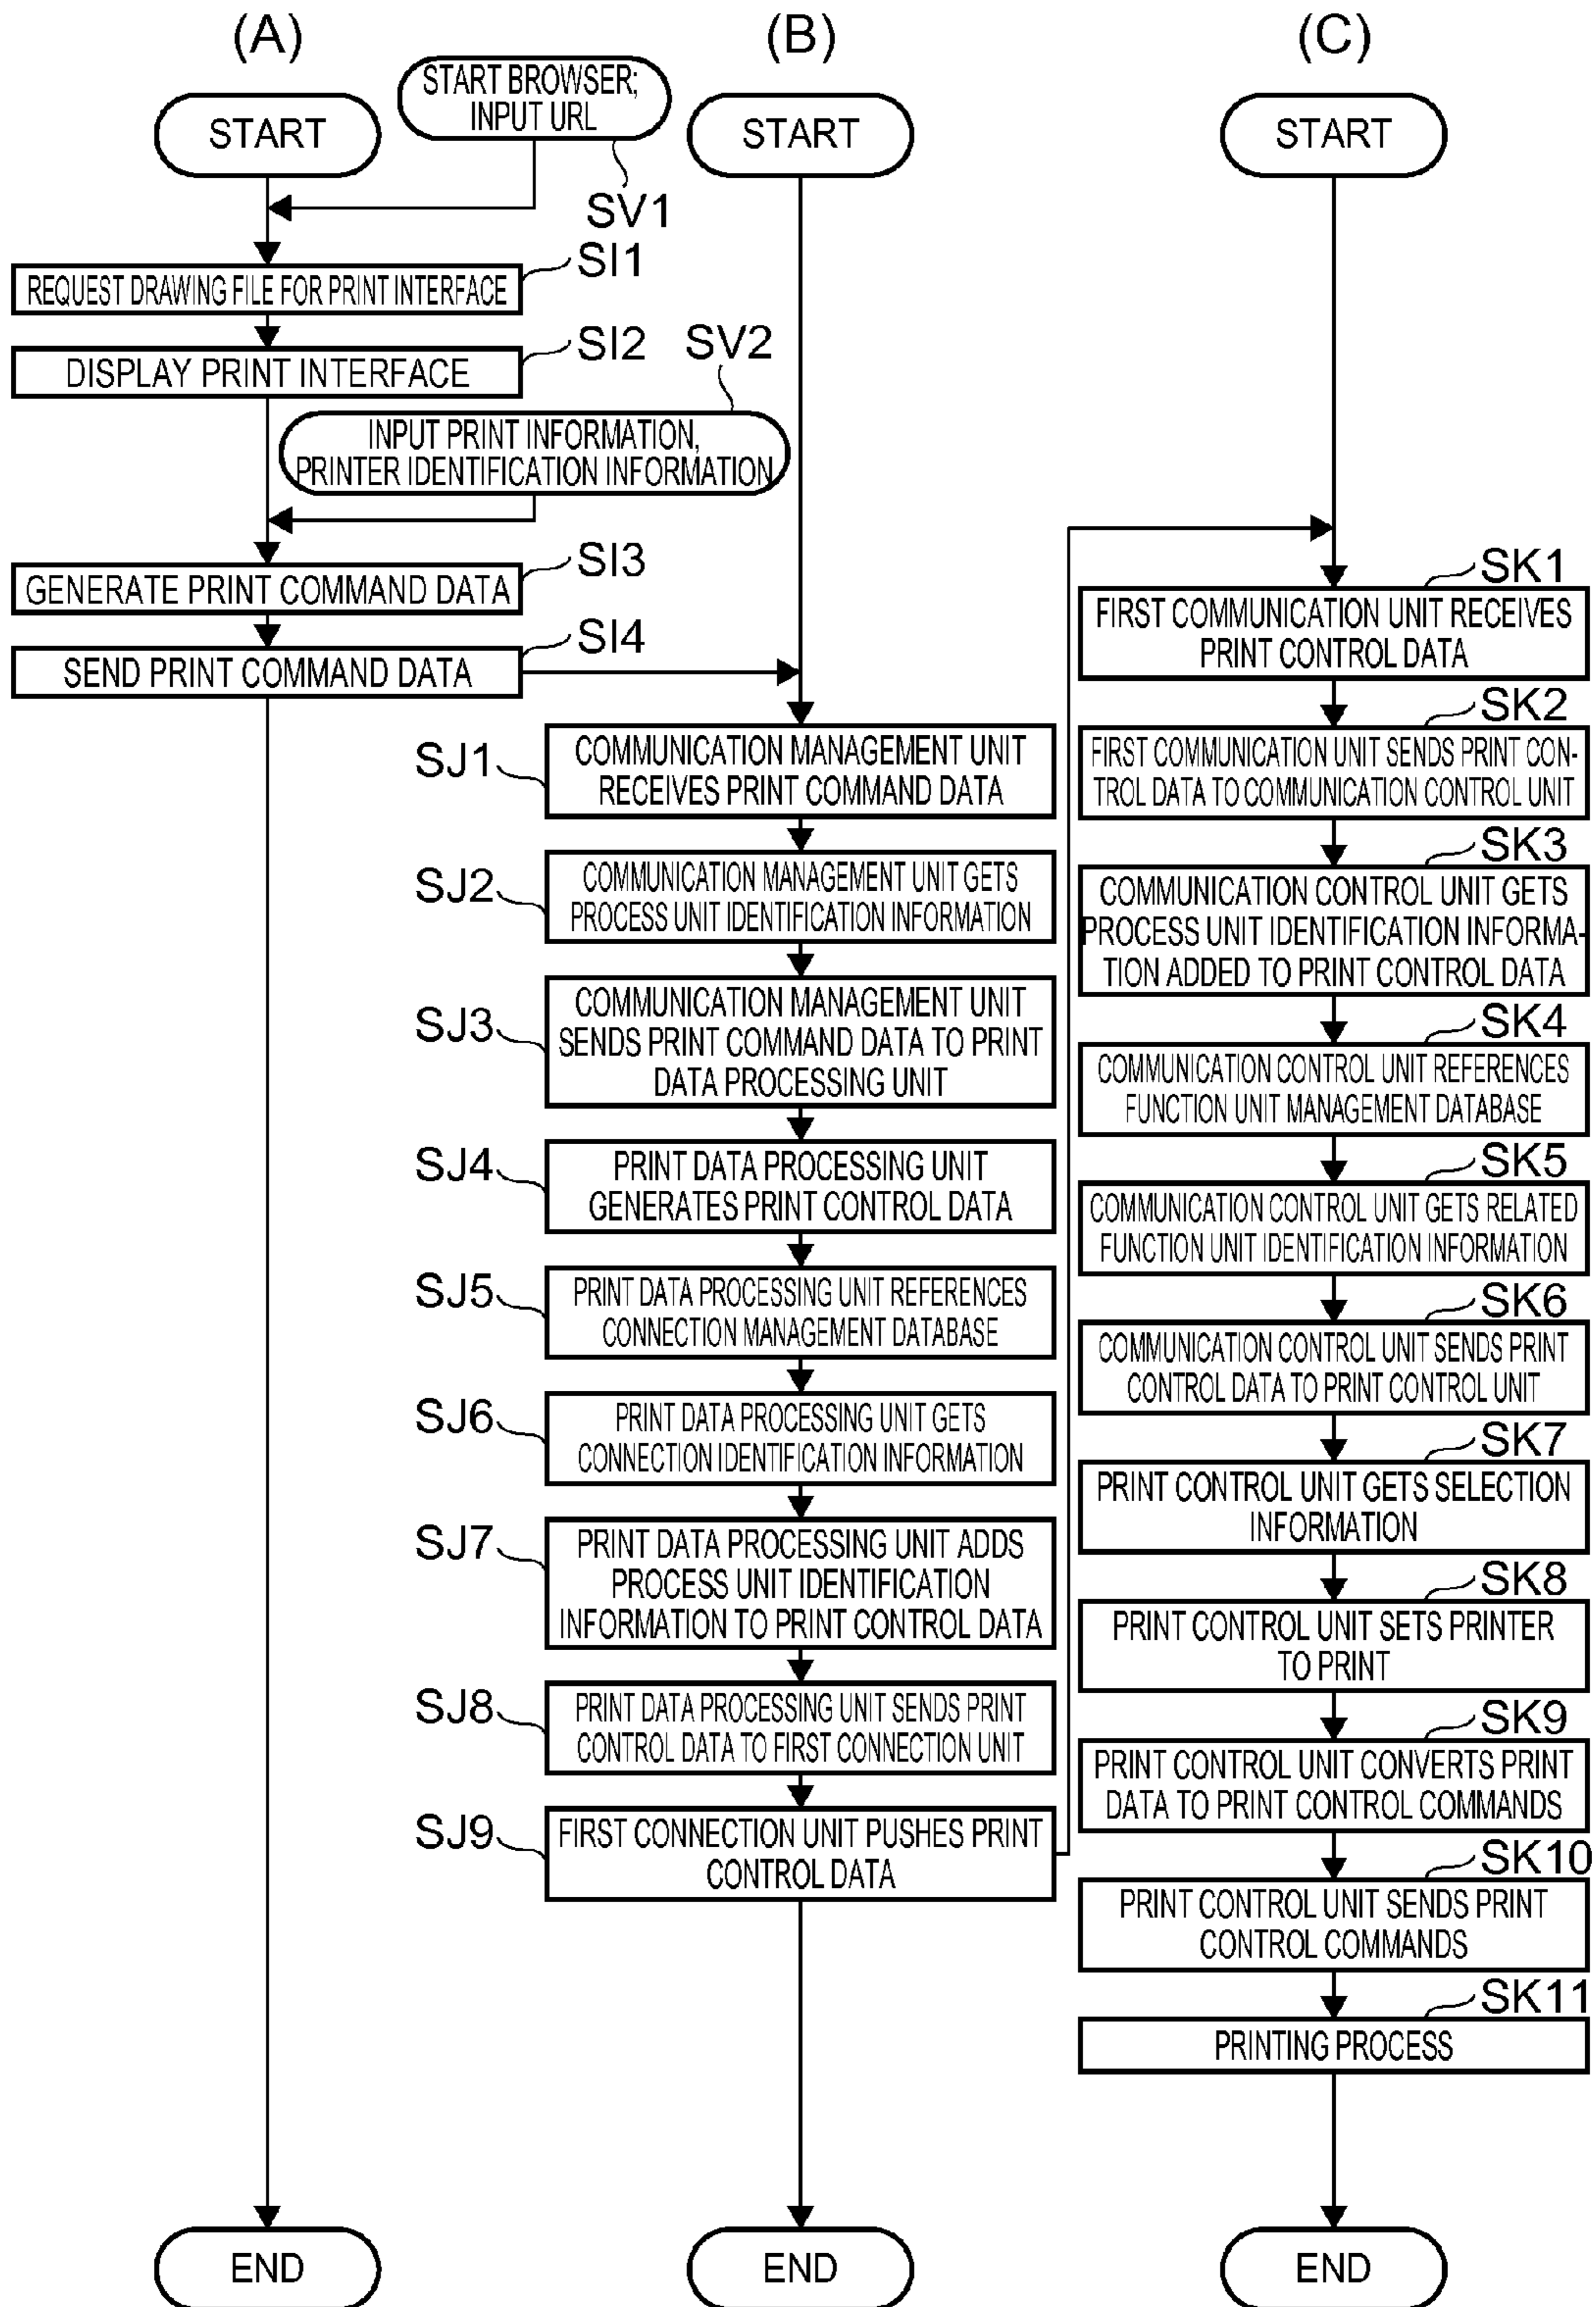 (A)
START BROWSER;
INPUT URL
START
SV1
SI1
REQUEST DRAWING FILE FOR PRINT INTERFACE
SI2
DISPLAY PRINT INTERFACE
SV2
INPUT PRINT INFORMATION,
PRINTER IDENTIFICATION INFORMATION
SI3
GENERATE PRINT COMMAND DATA
SI4
SEND PRINT COMMAND DATA
END
(B)
START
SJ1
COMMUNICATION MANAGEMENT UNIT
RECEIVES PRINT COMMAND DATA
SJ2
COMMUNICATION MANAGEMENT UNIT GETS
PROCESS UNIT IDENTIFICATION INFORMATION
SJ3
COMMUNICATION MANAGEMENT UNIT
SENDS PRINT COMMAND DATA TO PRINT
DATA PROCESSING UNIT
SJ4
PRINT DATA PROCESSING UNIT
GENERATES PRINT CONTROL DATA
SJ5
PRINT DATA PROCESSING UNIT REFERENCES
CONNECTION MANAGEMENT DATABASE
SJ6
PRINT DATA PROCESSING UNIT GETS
CONNECTION IDENTIFICATION INFORMATION
SJ7
PRINT DATA PROCESSING UNIT ADDS
PROCESS UNIT IDENTIFICATION
INFORMATION TO PRINT CONTROL DATA
SJ8
PRINT DATA PROCESSING UNIT SENDS PRINT
CONTROL DATA TO FIRST CONNECTION UNIT
SJ9
FIRST CONNECTION UNIT PUSHES PRINT
CONTROL DATA
END
(C)
START
SK1
FIRST COMMUNICATION UNIT RECEIVES
PRINT CONTROL DATA
SK2
FIRST COMMUNICATION UNIT SENDS PRINT CON-
TROL DATA TO COMMUNICATION CONTROL UNIT
SK3
COMMUNICATION CONTROL UNIT GETS
PROCESS UNIT IDENTIFICATION INFORMA-
TION ADDED TO PRINT CONTROL DATA
SK4
COMMUNICATION CONTROL UNIT REFERENCES
FUNCTION UNIT MANAGEMENT DATABASE
SK5
COMMUNICATION CONTROL UNIT GETS RELATED
FUNCTION UNIT IDENTIFICATION INFORMATION
SK6
COMMUNICATION CONTROL UNIT SENDS PRINT
CONTROL DATA TO PRINT CONTROL UNIT
SK7
PRINT CONTROL UNIT GETS SELECTION
INFORMATION
SK8
PRINT CONTROL UNIT SETS PRINTER
TO PRINT
SK9
PRINT CONTROL UNIT CONVERTS PRINT
DATA TO PRINT CONTROL COMMANDS
SK10
PRINT CONTROL UNIT SENDS PRINT
CONTROL COMMANDS
SK11
PRINTING PROCESS
END